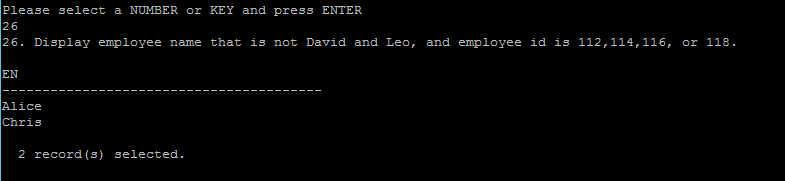 Please select a NUMBER or KEY and press ENTER
26
26. Display employee name that is not David and Leo, and employee id is 112,114,116, or 118.
EN
----------------------------------------
Alice
Chris
2 record(s) selected.